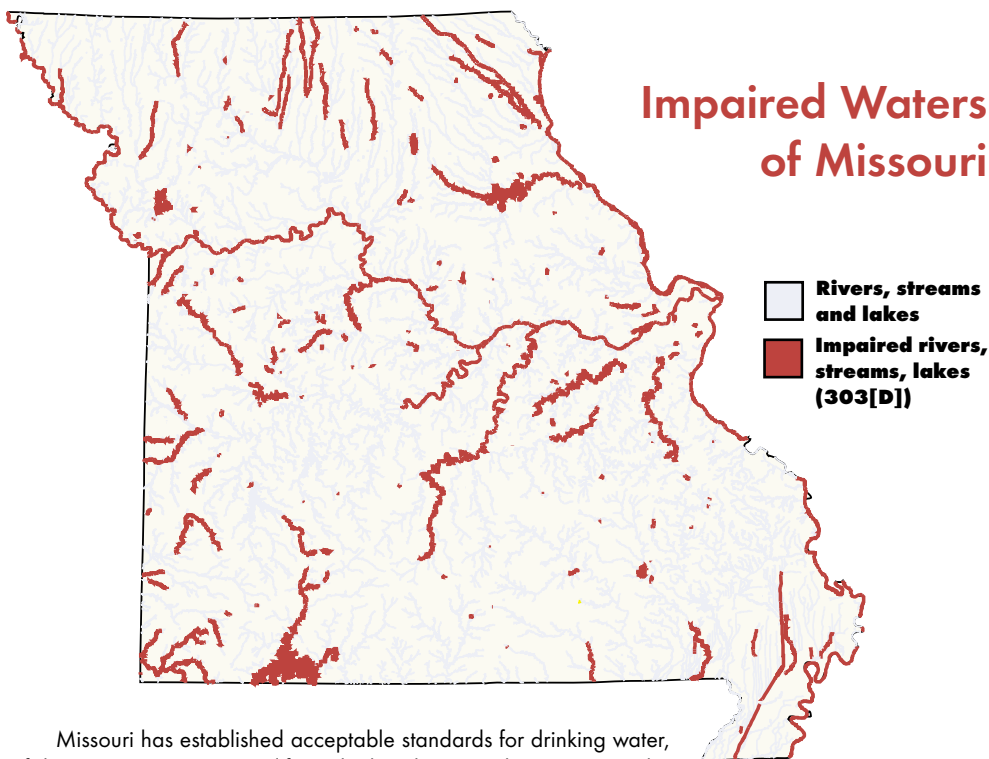 Impaired Waters
of Missouri
Rivers, streams
and lakes
Impaired rivers,
streams, lakes
(303[D])
Missouri has established acceptable standards for drinking water,